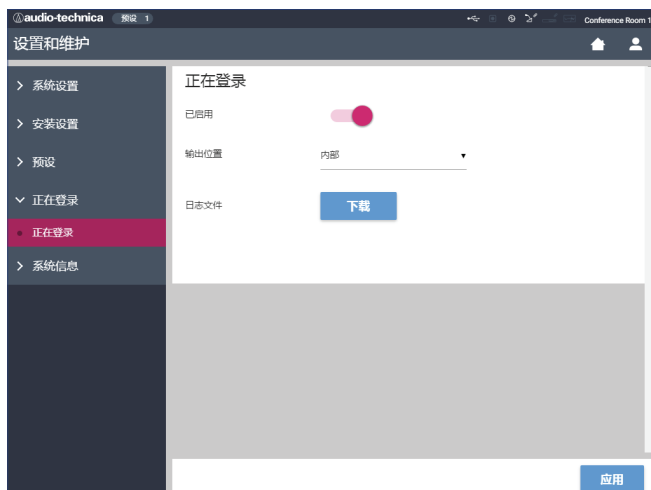 audio-technica 预设 1 Conference Room 1
设置和维护
系统设置
安装设置
预设
正在登录
正在登录
系统信息
正在登录
已启用
输出位置 内部
日志文件 下载
应用